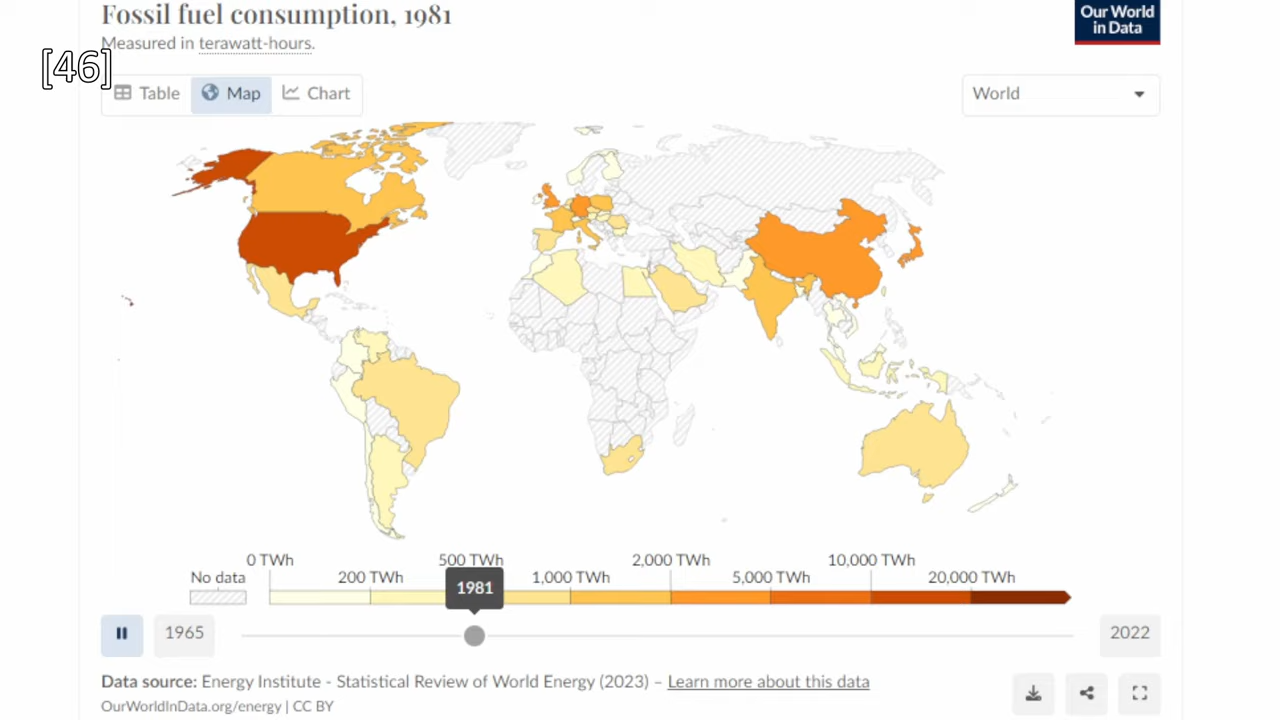 Fossil fuel consumption, 1981
Our World
in Data
Measured in terawatt-hours.
[46]
Table
Map
Chart
World
0 TWh
500 TWh
2,000 TWh
10,000 TWh
No data
200 TWh
1,000 TWh
5,000 TWh
20,000 TWh
1981
1965
2022
Data source: Energy Institute - Statistical Review of World Energy (2023) – Learn more about this data
OurWorldInData.org/energy | CC BY